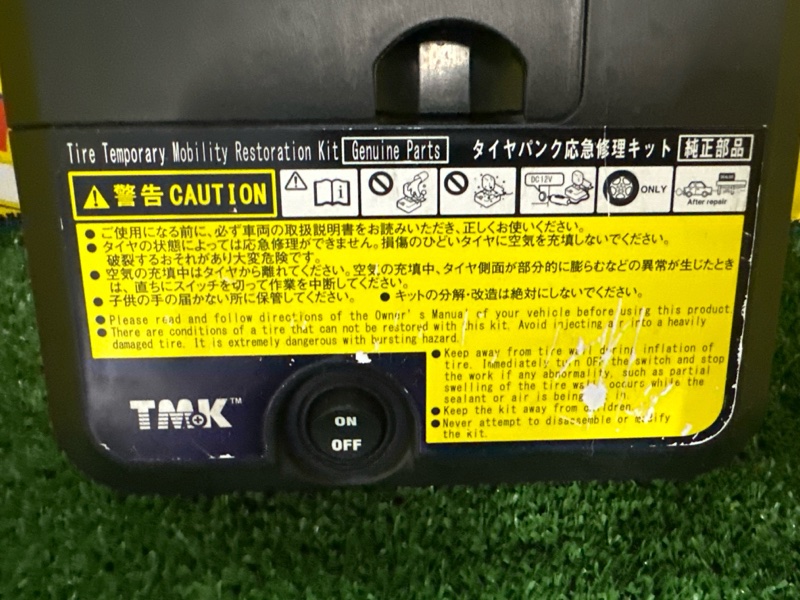 Tire Temporary Mobility Restoration Kit Genuine Parts タイヤパンク応急修理キット 純正部品
警告 CAUTION DC12V ONLY After repair
● ご使用になる前に、必ず車両の取扱説明書をお読みいただき、正しくお使いください。
● タイヤの状態によっては応急修理ができません。損傷のひどいタイヤに空気を充填しないでください。
破裂するおそれがあり大変危険です。
● 空気の充填中はタイヤから離れてください。空気の充填中、タイヤ側面が部分的に膨らむなどの異常が生じたとき
は、直ちにスイッチを切って作業を中断してください。
● 子供の手の届かない所に保管してください。 ● キットの分解・改造は絶対にしないでください。
● Please read and follow directions of the Owner's Manual of your vehicle before using this product.
● There are conditions of a tire that can not be restored with this kit. Avoid injecting air into a heavily
damaged tire. It is extremely dangerous with bursting hazard.
● Keep away from tire wall during inflation of
tire. Immediately turn OFF the switch and stop
the work if any abnormality, such as partial
swelling of the tire wall occurs while the
sealant or air is being in.
● Keep the kit away from children.
● Never attempt to disassemble or modify
the kit.
TMK™
ON
OFF